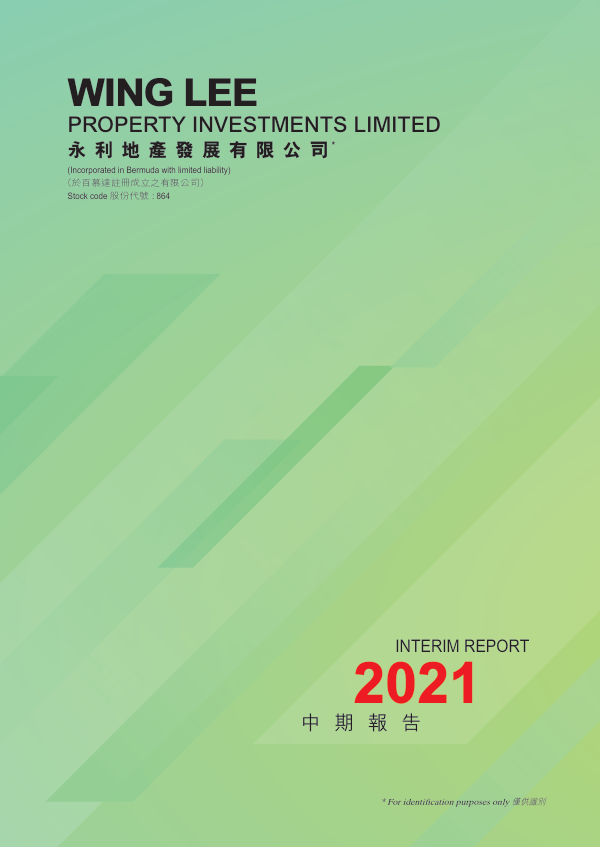 WING LEE
PROPERTY INVESTMENTS LIMITED
永利地產發展有限公司*
(Incorporated in Bermuda with limited liability)
(於百慕達註冊成立之有限公司)
Stock code 股份代號 : 864
INTERIM REPORT
2021
中期報告
* For identification purposes only 僅供識別